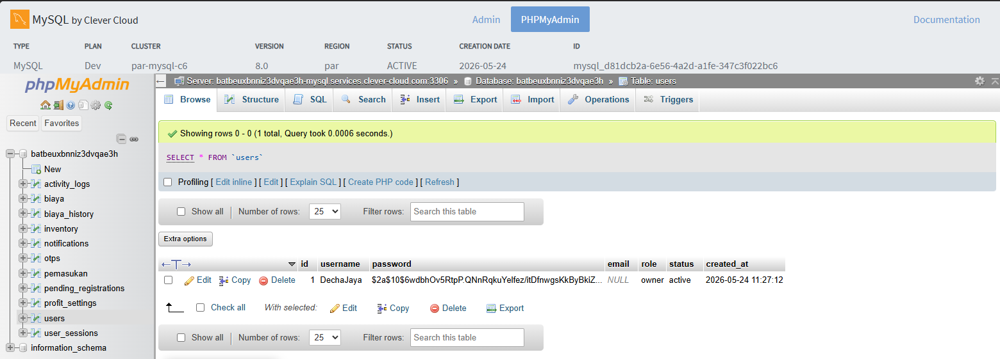 MySQL by Clever Cloud
Admin
PHPMyAdmin
Documentation
TYPE PLAN CLUSTER VERSION REGION STATUS CREATION DATE ID
MySQL Dev par-mysql-c6 8.0 par ACTIVE 2026-05-24 mysql_d81dcb2a-6e56-4a2d-a1fe-347c3f022bc6
phpMyAdmin
Recent Favorites
batbeuxbnniz3dvqae3h
New
activity_logs
biaya
biaya_history
inventory
notifications
otps
pemasukan
pending_registrations
profit_settings
users
user_sessions
information_schema
Server: batbeuxbnniz3dvqae3h-mysql.services.clever-cloud.com:3306 » Database: batbeuxbnniz3dvqae3h » Table: users
Browse Structure SQL Search Insert Export Import Operations Triggers
Showing rows 0 - 0 (1 total, Query took 0.0006 seconds.)
SELECT * FROM `users`
Profiling [ Edit inline ] [ Edit ] [ Explain SQL ] [ Create PHP code ] [ Refresh ]
Show all Number of rows: 25 Filter rows: Search this table
Extra options
id username password email role status created_at
Edit Copy Delete 1 DechaJaya $2a$10$6wdbhOv5RtpP.QNnRqkuYelfez/itDfnwgsKkByBkiZ... NULL owner active 2026-05-24 11:27:12
Check all With selected: Edit Copy Delete Export
Show all Number of rows: 25 Filter rows: Search this table